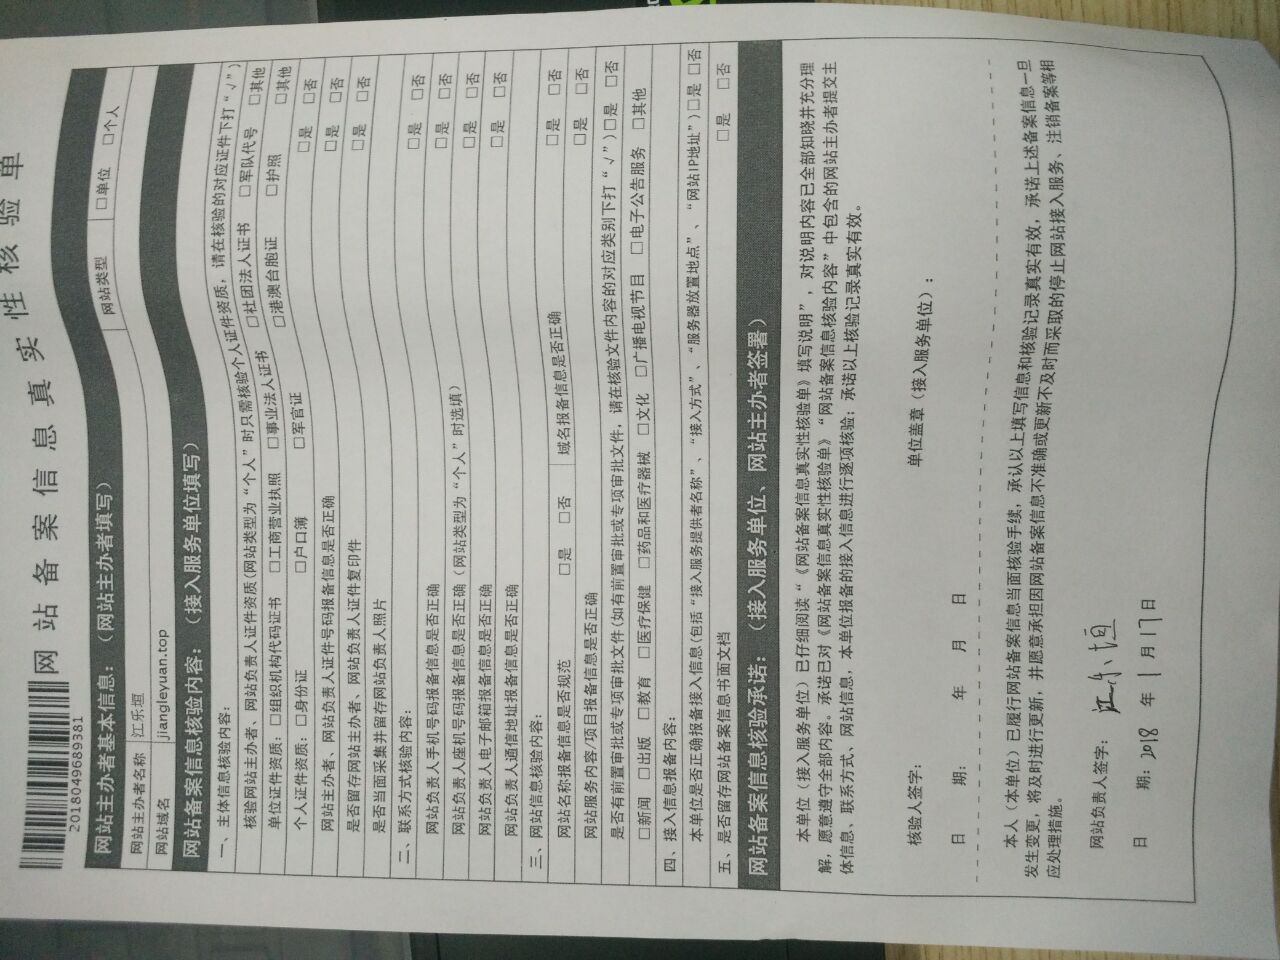 网站备案信息真实性核验单
2018049689381
网站主办者基本信息：（网站主办者填写） 网站类型 □单位 □个人
网站主办者名称 江乐垣
网站域名 jiangleyuan.top
网站备案信息核验内容：（接入服务单位填写）
一、主体信息核验内容：
核验网站主办者、网站负责人证件资质(网站类型为“个人”时只需核验个人证件资质，请在核验的对应证件下打“√”)
单位证件资质：□组织机构代码证书 □工商营业执照 □事业法人证书 □社团法人证书 □军队代号 □其他
个人证件资质：□身份证 □户口簿 □军官证 □港澳台胞证 □护照 □其他
网站主办者、网站负责人证件号码报备信息是否正确 □是 □否
是否留存网站主办者、网站负责人证件复印件 □是 □否
是否当面采集并留存网站负责人照片 □是 □否
二、联系方式核验内容：
网站负责人手机号码报备信息是否正确 □是 □否
网站负责人座机号码报备信息是否正确（网站类型为“个人”时选填） □是 □否
网站负责人电子邮箱报备信息是否正确 □是 □否
网站负责人通信地址报备信息是否正确 □是 □否
三、网站信息核验内容：
网站名称报备信息是否规范 □是 □否 域名报备信息是否正确 □是 □否
网站服务内容/项目报备信息是否正确 □是 □否
是否有前置审批或专项审批文件(如有前置审批或专项审批文件，请在核验文件内容的对应类别下打“√”)□是 □否
□新闻 □出版 □教育 □医疗保健 □药品和医疗器械 □文化 □广播电视节目 □电子公告服务 □其他
四、接入信息报备内容：
本单位是否正确报备接入信息(包括“接入服务提供者名称”、“接入方式”、“服务器放置地点”、“网站IP地址”)□是 □否
五、是否留存网站备案信息书面文档 □是 □否
网站备案信息核验承诺：（接入服务单位、网站主办者签署）
本单位（接入服务单位）已仔细阅读“《网站备案信息真实性核验单》填写说明”，对说明内容已全部知晓并充分理
解，愿意遵守全部内容。承诺已对《网站备案信息真实性核验单》“网站备案信息核验内容”中包含的网站主办者提交主
体信息、联系方式、网站信息，本单位报备的接入信息进行逐项核验；承诺以上核验记录真实有效。
核验人签字： 单位盖章（接入服务单位）：
日 期： 年 月 日
本人（本单位）已履行网站备案信息当面核验手续，承认以上填写信息和核验记录真实有效，承诺上述备案信息一旦
发生变更，将及时进行更新，并愿意承担因网站备案信息不准确或更新不及时而采取的停止网站接入服务、注销备案等相
应处理措施。
网站负责人签字： 江乐垣
日 期：2018 年 1 月 17 日